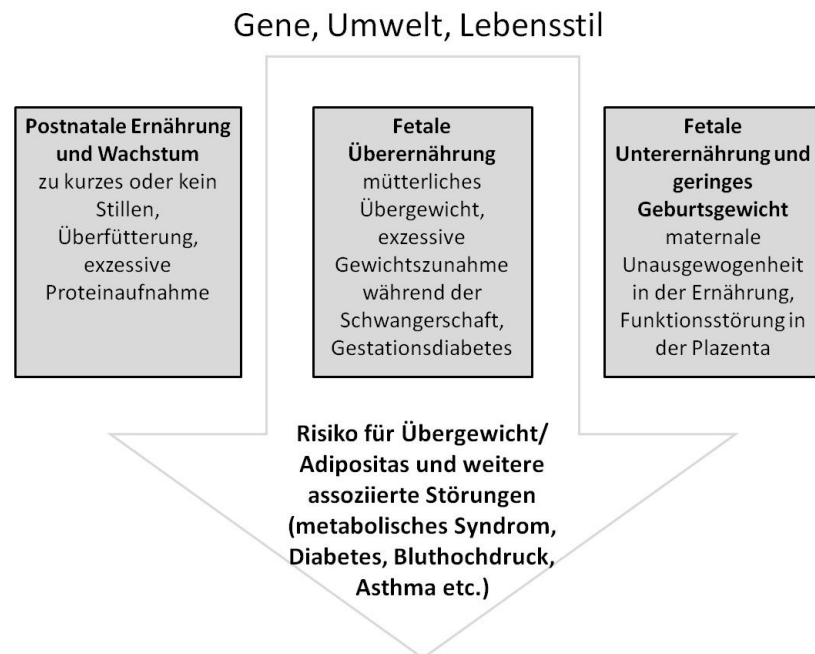 Gene, Umwelt, Lebensstil
Postnatale Ernährung
und Wachstum
zu kurzes oder kein
Stillen,
Überfütterung,
exzessive
Proteinaufnahme
Fetale
Überernährung
mütterliches
Übergewicht,
exzessive
Gewichtszunahme
während der
Schwangerschaft,
Gestationsdiabetes
Fetale
Unterernährung und
geringes
Geburtsgewicht
maternale
Unausgewogenheit
in der Ernährung,
Funktionsstörung in
der Plazenta
Risiko für Übergewicht/
Adipositas und weitere
assoziierte Störungen
(metabolisches Syndrom,
Diabetes, Bluthochdruck,
Asthma etc.)